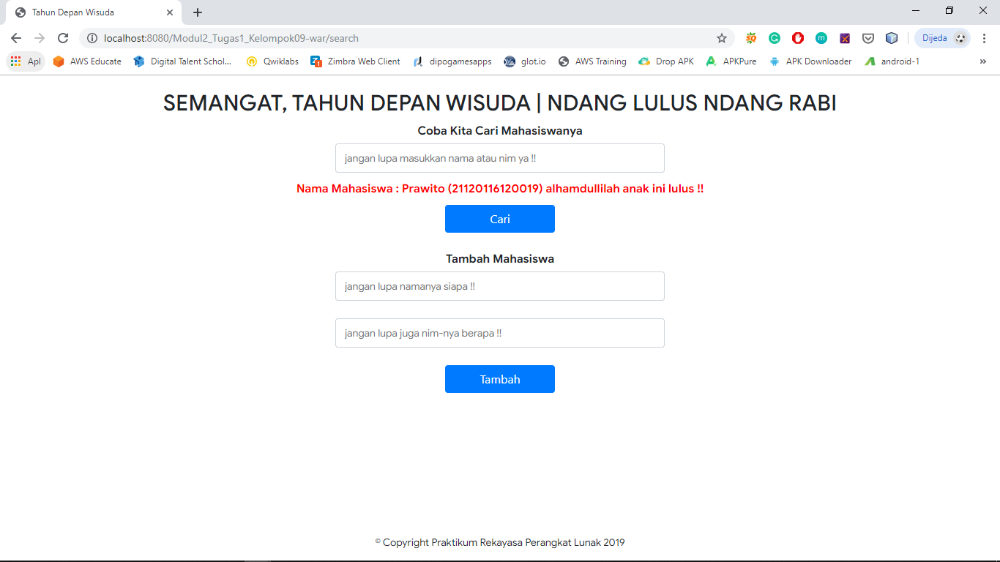 Tahun Depan Wisuda
localhost:8080/Modul2_Tugas1_Kelompok09-war/search
Dijeda
Apl
AWS Educate
Digital Talent Schol...
Qwiklabs
Zimbra Web Client
dipogamesapps
glot.io
AWS Training
Drop APK
APKPure
APK Downloader
android-1
»
SEMANGAT, TAHUN DEPAN WISUDA | NDANG LULUS NDANG RABI
Coba Kita Cari Mahasiswanya
jangan lupa masukkan nama atau nim ya !!
Nama Mahasiswa : Prawito (21120116120019) alhamdullilah anak ini lulus !!
Cari
Tambah Mahasiswa
jangan lupa namanya siapa !!
jangan lupa juga nim-nya berapa !!
Tambah
© Copyright Praktikum Rekayasa Perangkat Lunak 2019